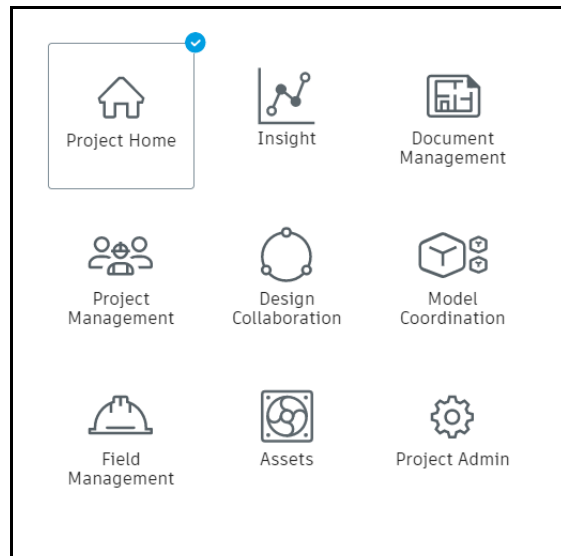 Project Home
Insight
Document
Management
Project
Management
Design
Collaboration
Model
Coordination
Field
Management
Assets
Project Admin